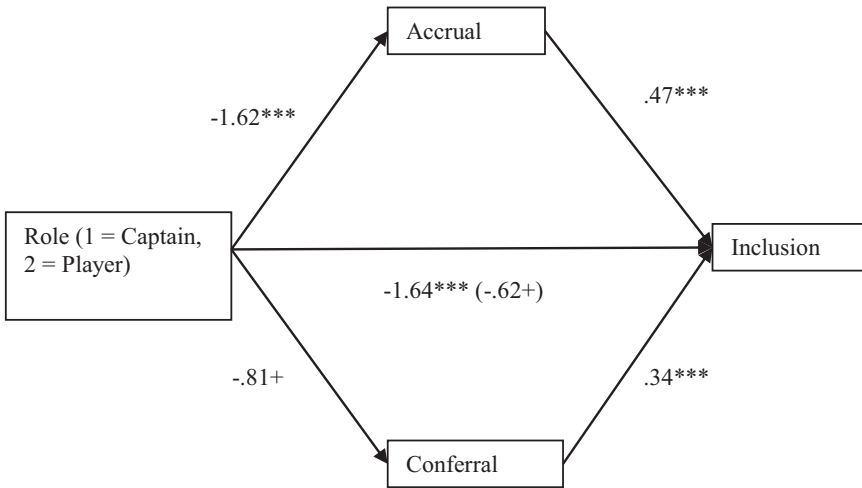 Accrual
-1.62***
.47***
Role (1 = Captain,
2 = Player)
Inclusion
-1.64*** (-.62+)
-.81+
.34***
Conferral